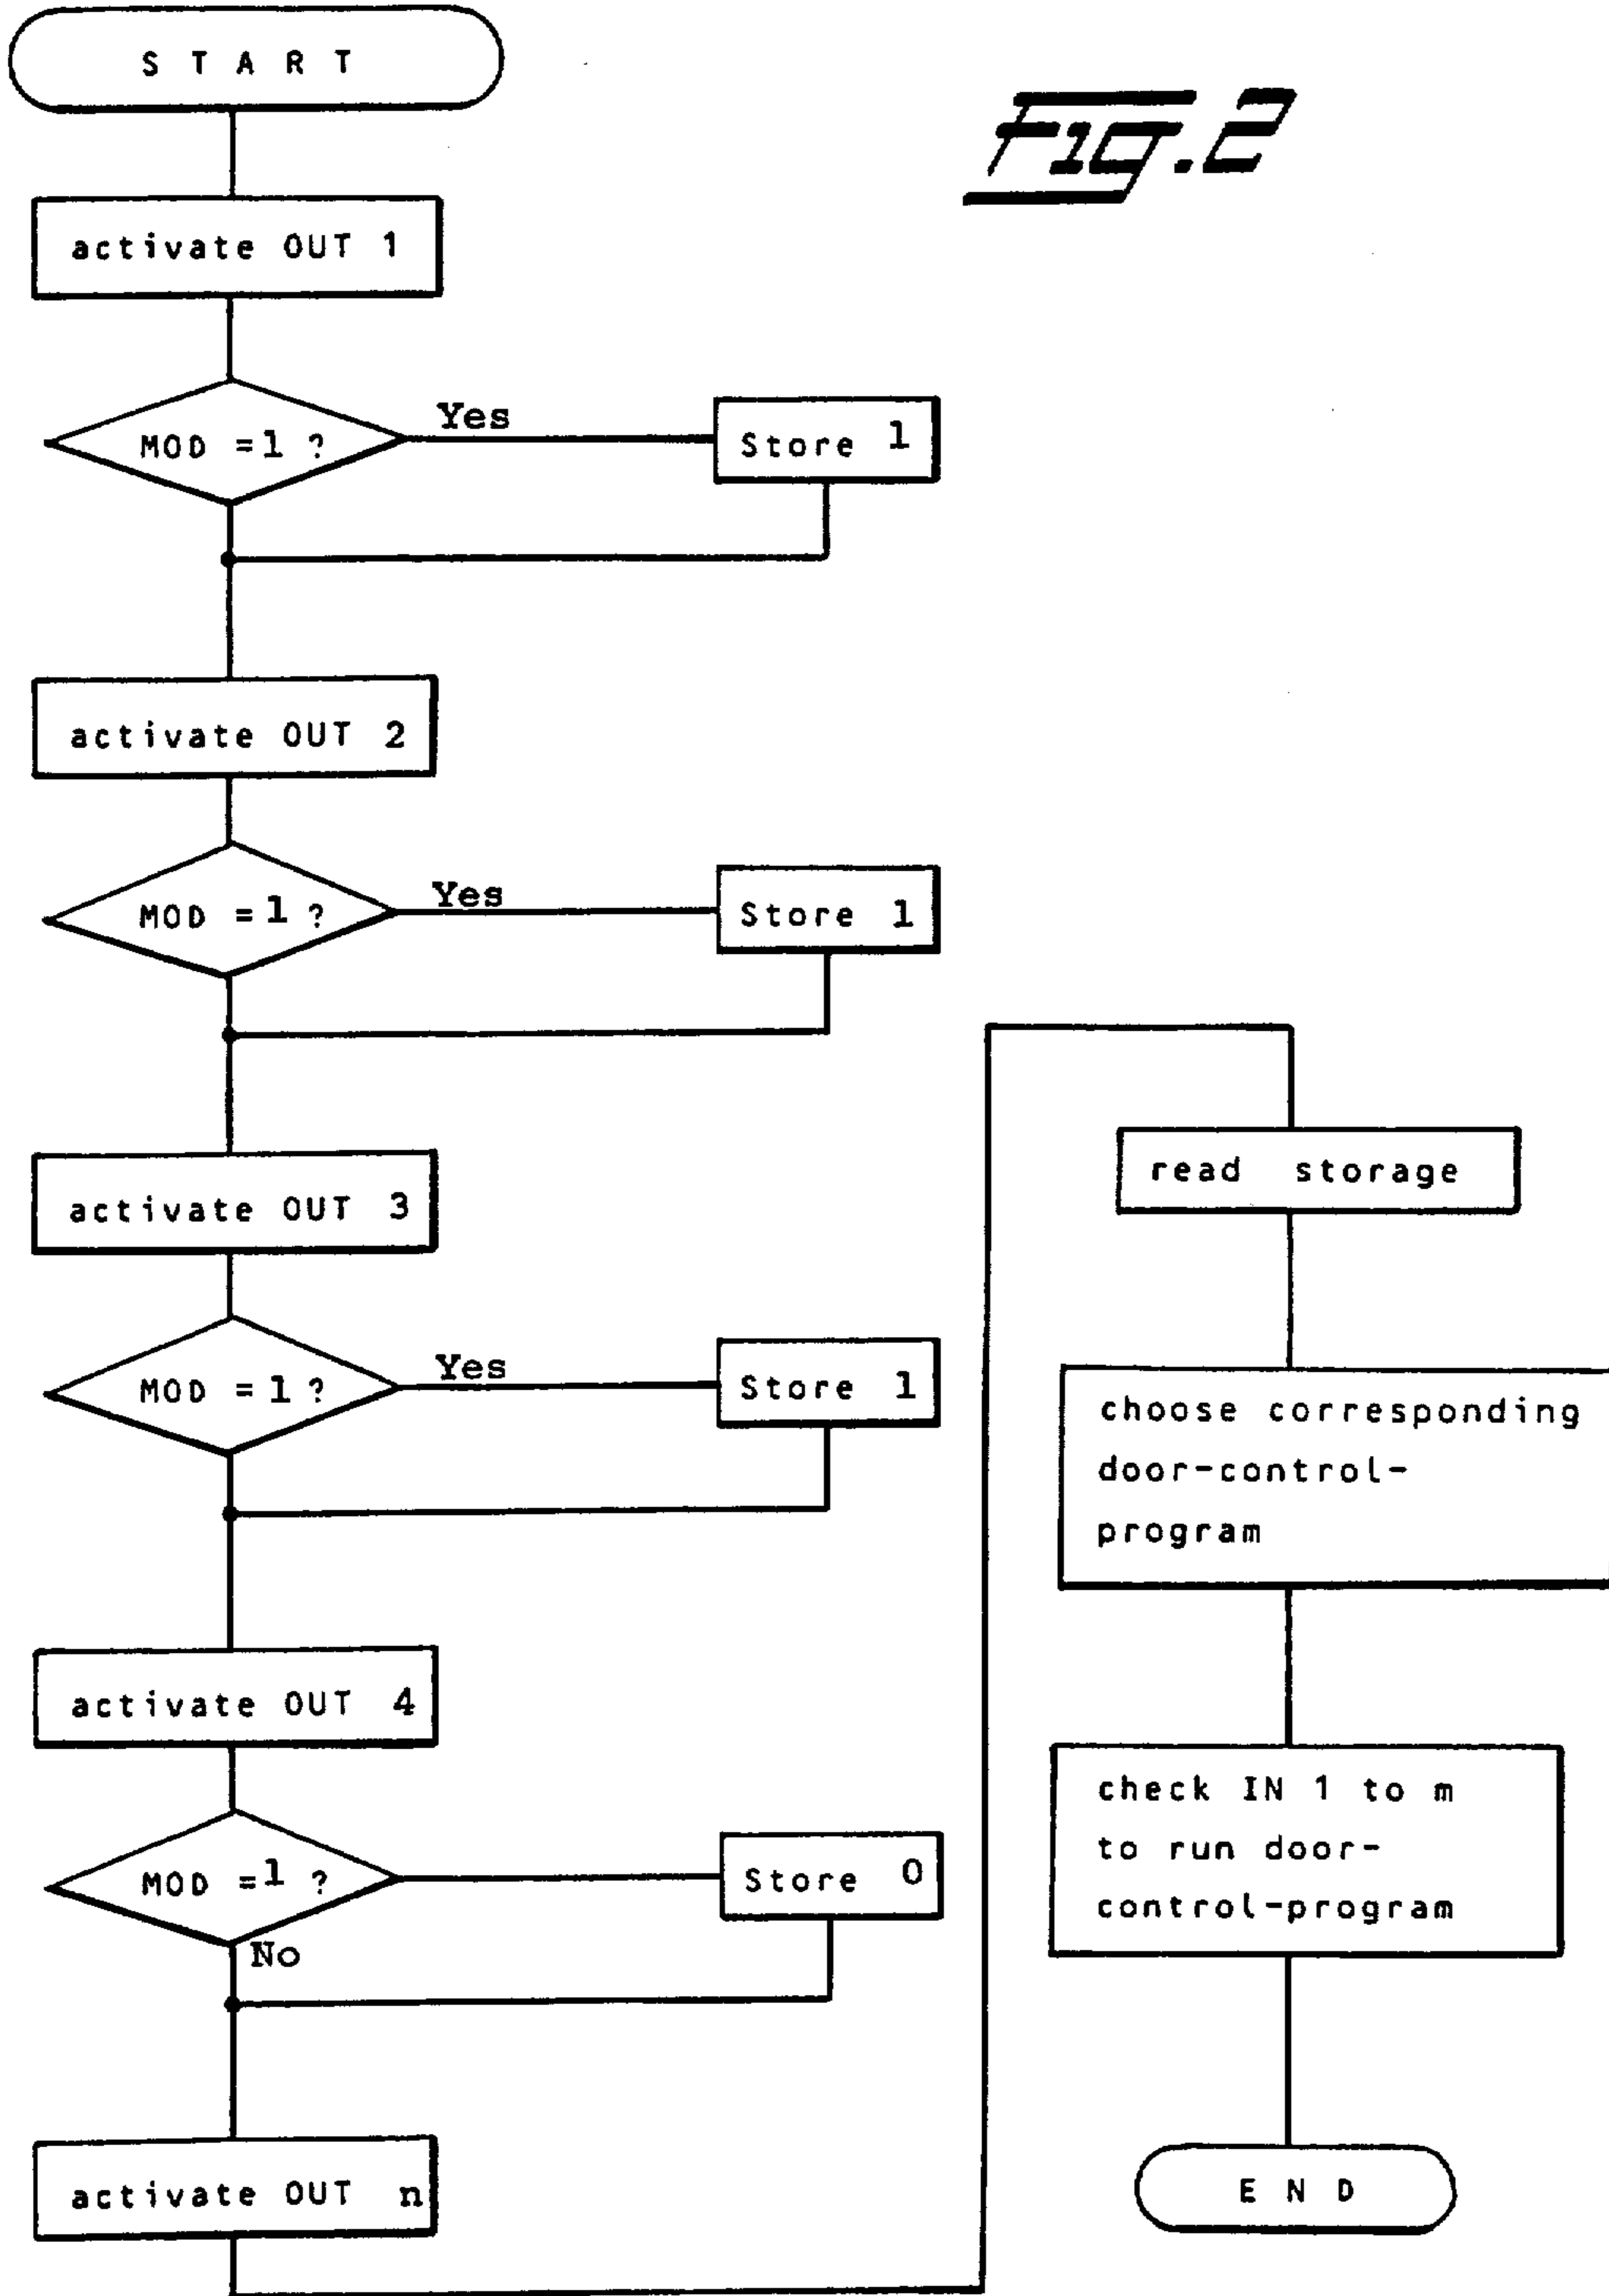 START
Fig.2
activate OUT 1
MOD =1 ?
Yes
Store 1
activate OUT 2
MOD =1 ?
Yes
Store 1
activate OUT 3
MOD =1 ?
Yes
Store 1
activate OUT 4
MOD =1 ?
Store 0
No
activate OUT n
read storage
choose corresponding
door-control-
program
check IN 1 to m
to run door-
control-program
END